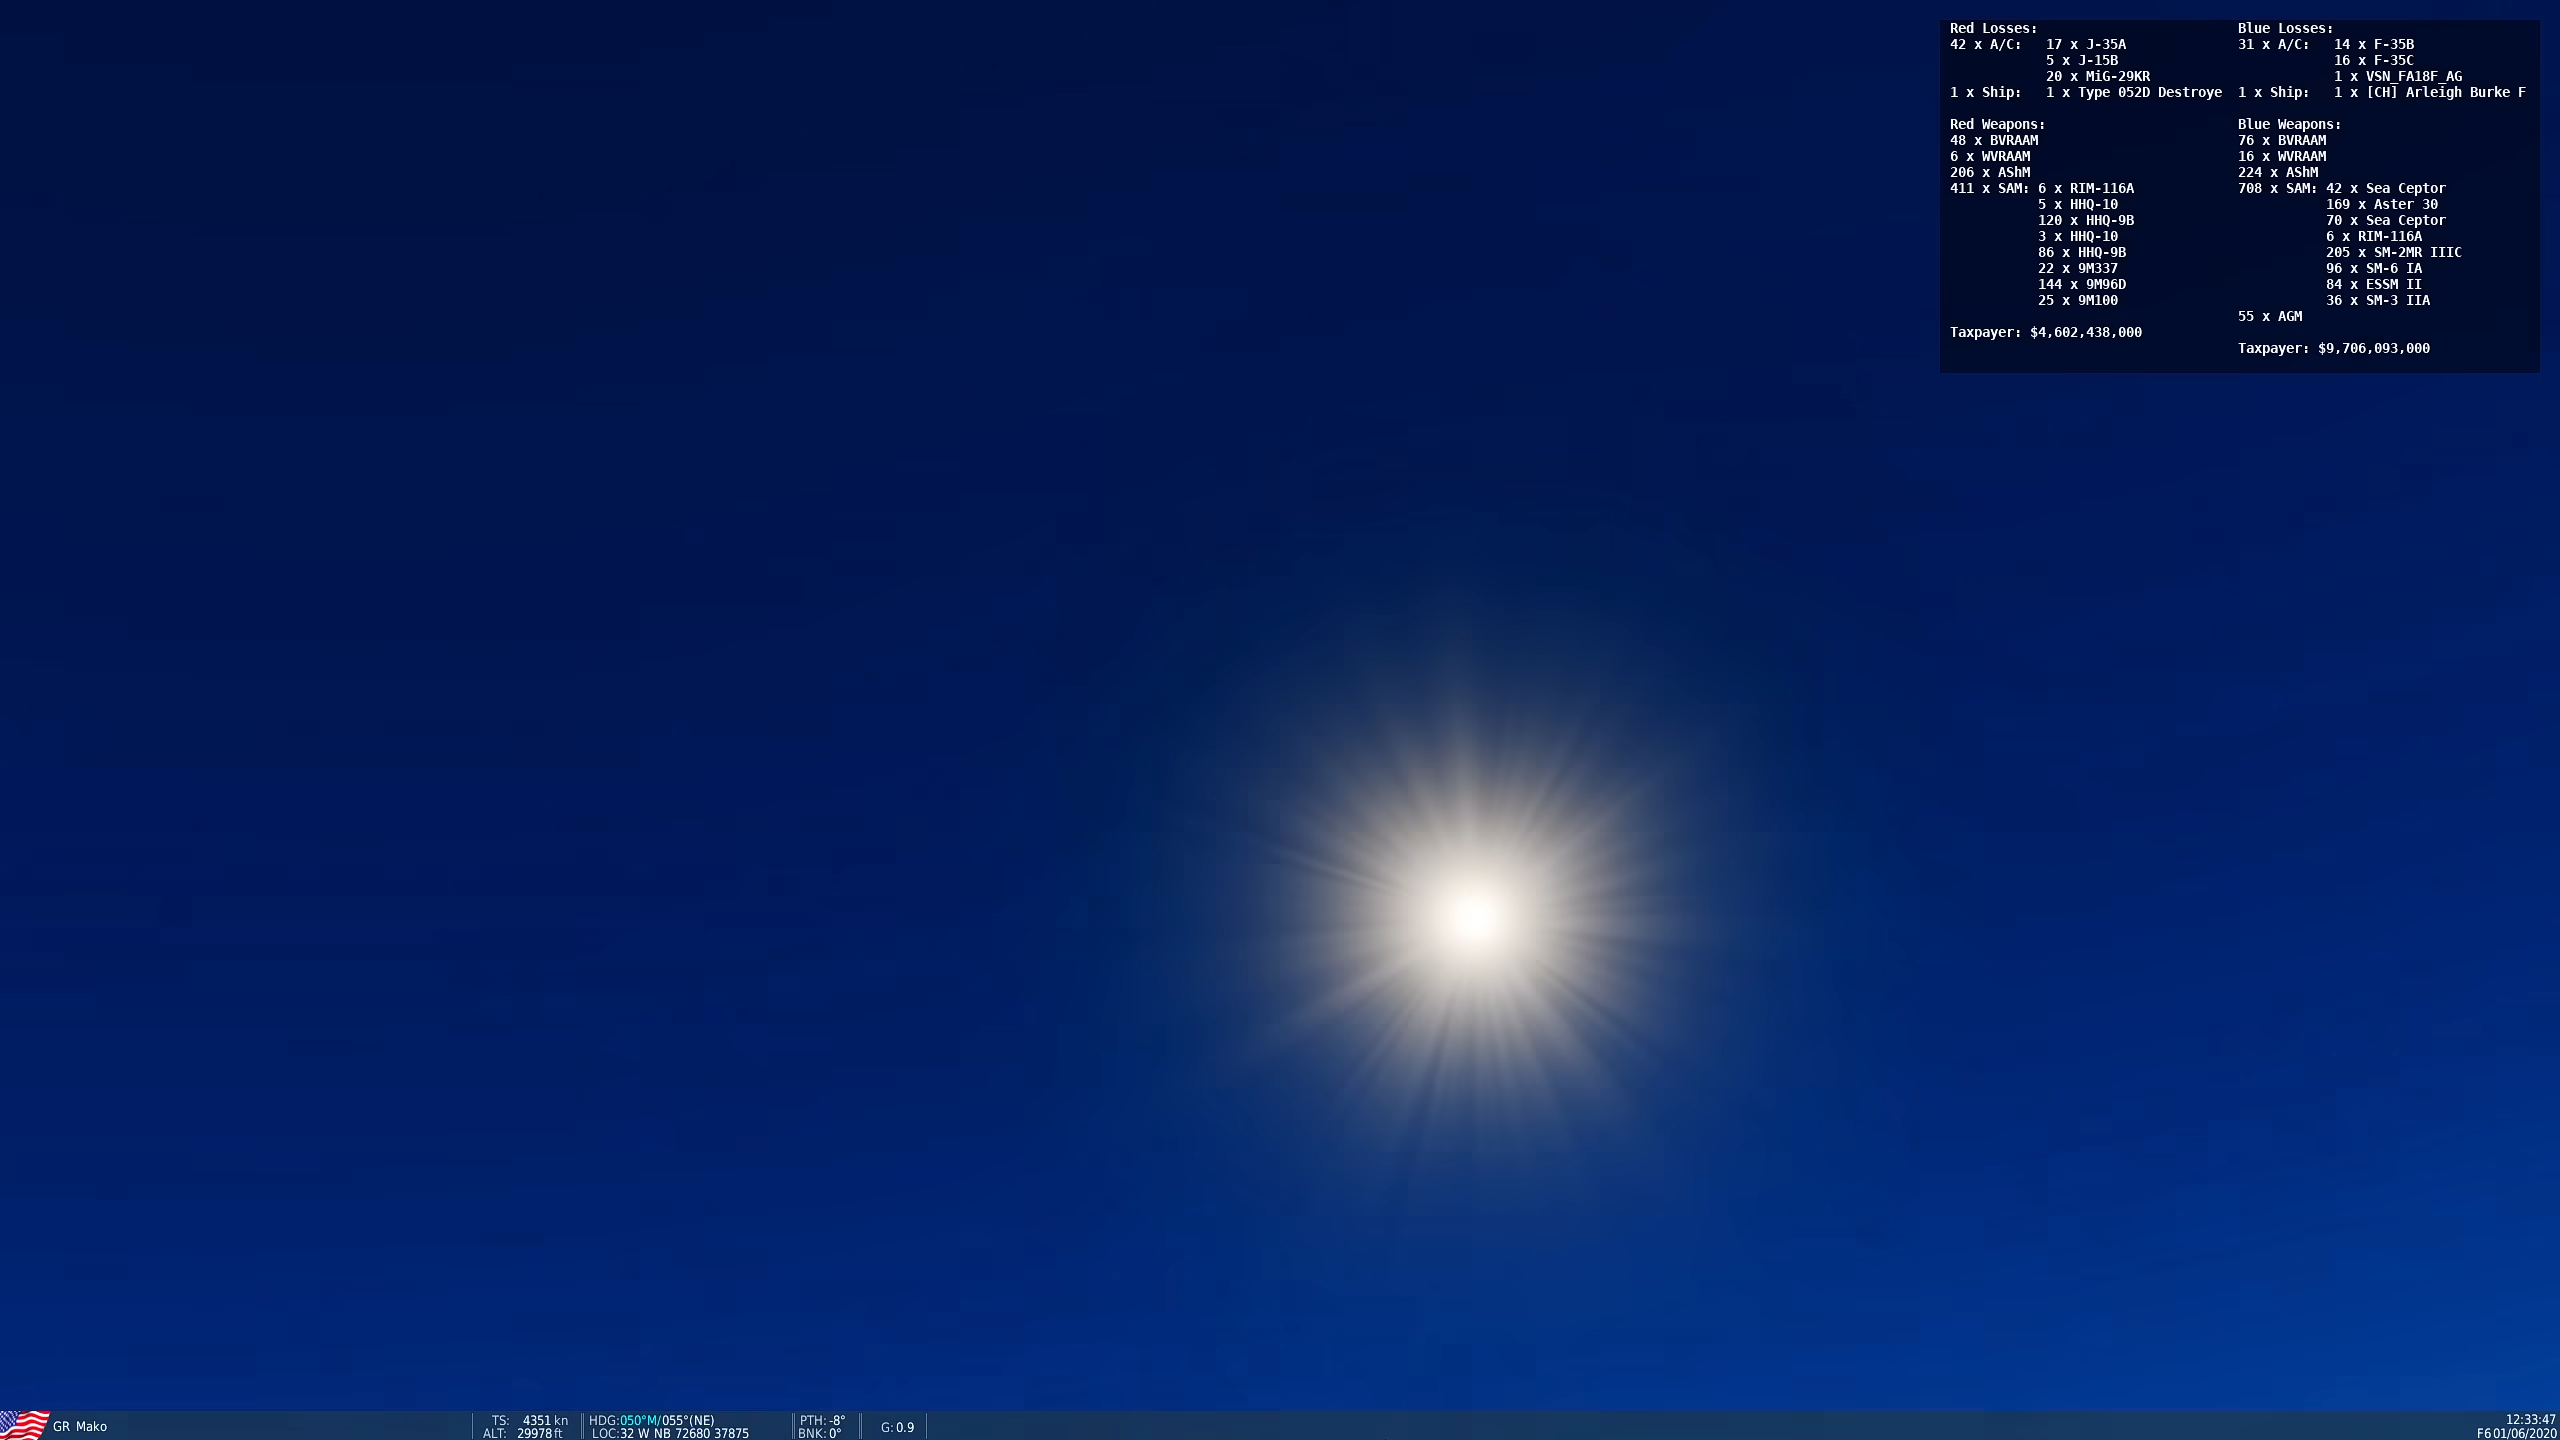 Red Losses:
42 x A/C: 17 x J-35A
5 x J-15B
20 x MiG-29KR
1 x Ship: 1 x Type 052D Destroye
Red Weapons:
48 x BVRAAM
6 x WVRAAM
206 x AShM
411 x SAM: 6 x RIM-116A
5 x HHQ-10
120 x HHQ-9B
3 x HHQ-10
86 x HHQ-9B
22 x 9M337
144 x 9M96D
25 x 9M100
Taxpayer: $4,602,438,000
Blue Losses:
31 x A/C: 14 x F-35B
16 x F-35C
1 x VSN_FA18F_AG
1 x Ship: 1 x [CH] Arleigh Burke F
Blue Weapons:
76 x BVRAAM
16 x WVRAAM
224 x AShM
708 x SAM: 42 x Sea Ceptor
169 x Aster 30
70 x Sea Ceptor
6 x RIM-116A
205 x SM-2MR IIIC
96 x SM-6 IA
84 x ESSM II
36 x SM-3 IIA
55 x AGM
Taxpayer: $9,706,093,000
GR Mako
TS: 4351 kn
ALT: 29978 ft
HDG:050°M/055°(NE)
LOC:32 W NB 72680 37875
PTH: -8°
BNK: 0°
G: 0.9
12:33:47
F6 01/06/2020